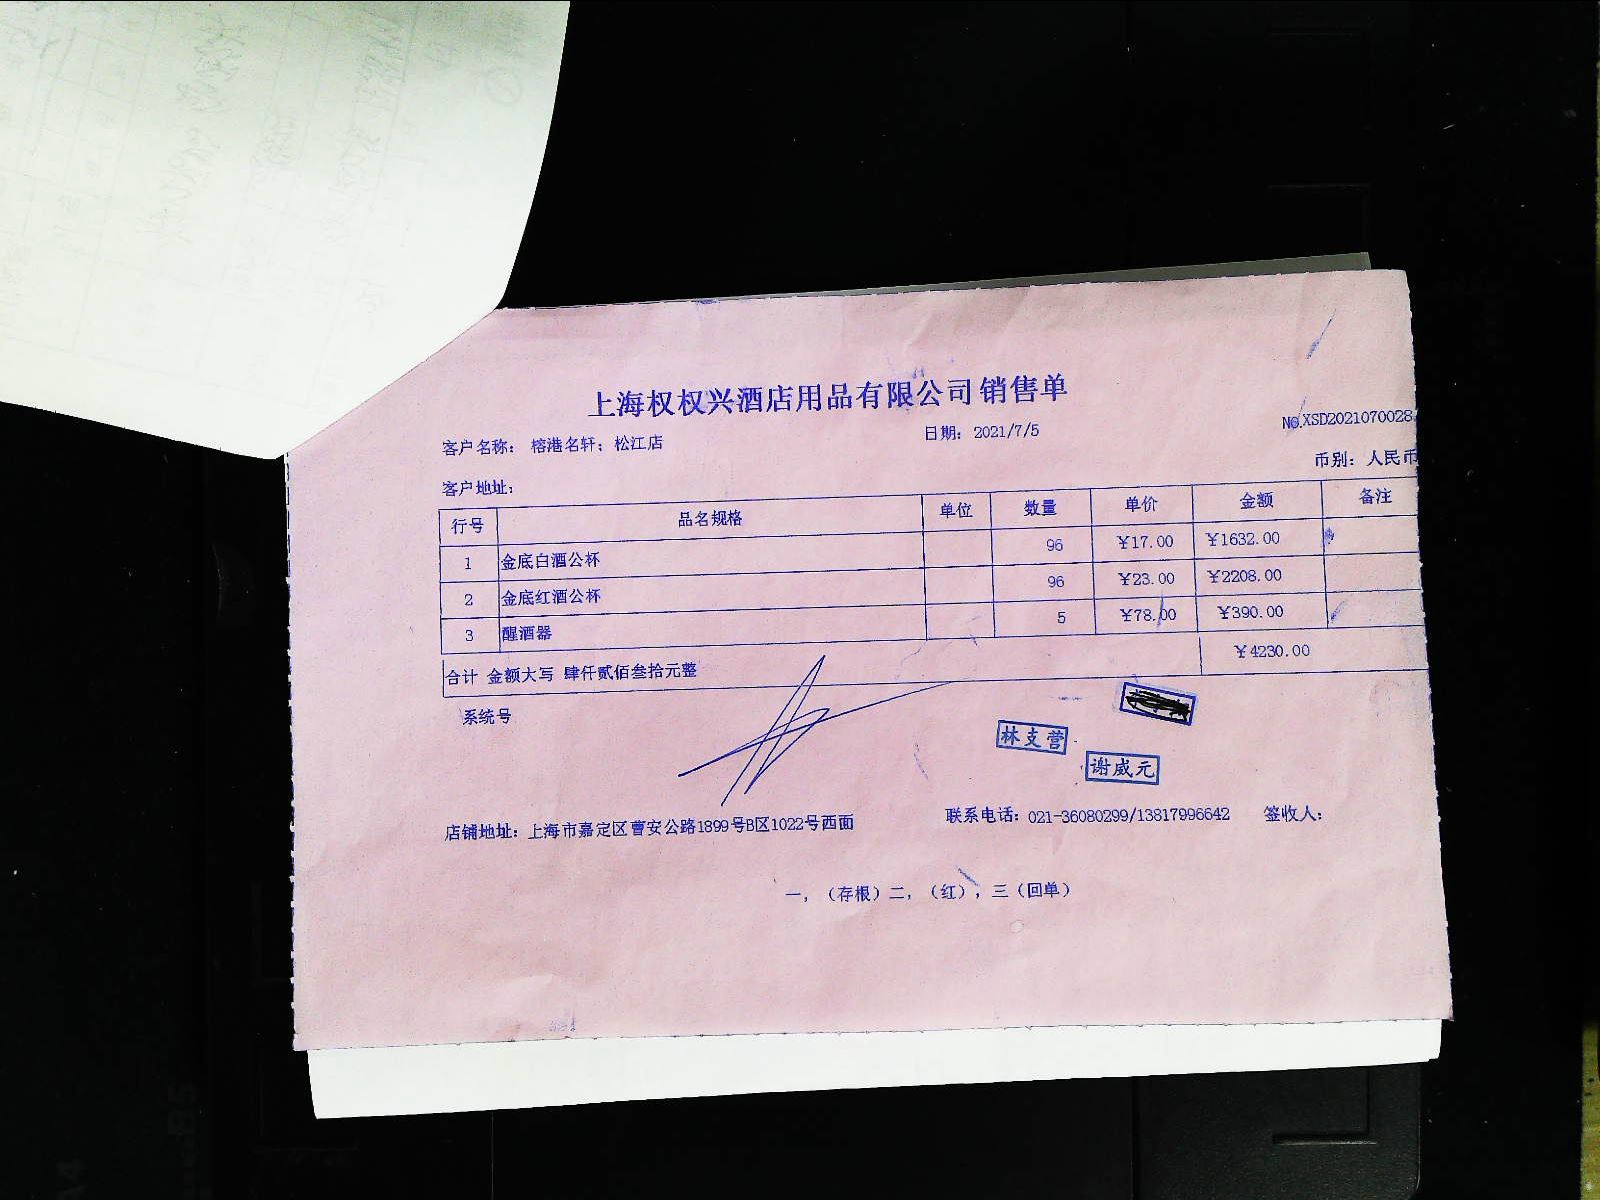 上海权权兴酒店用品有限公司销售单
客户名称: 榕港名轩; 松江店 日期: 2021/7/5 No.XSD2021070028
客户地址: 币别: 人民币
行号 品名规格 单位 数量 单价 金额 备注
1 金底白酒公杯 96 ¥17.00 ¥1632.00
2 金底红酒公杯 96 ¥23.00 ¥2208.00
3 醒酒器 5 ¥78.00 ¥390.00
合计 金额大写 肆仟贰佰叁拾元整 ¥4230.00
系统号
林支营
谢威元
店铺地址: 上海市嘉定区曹安公路1899号B区1022号西面 联系电话: 021-36080299/13817996642 签收人:
一, (存根)二, (红), 三(回单)